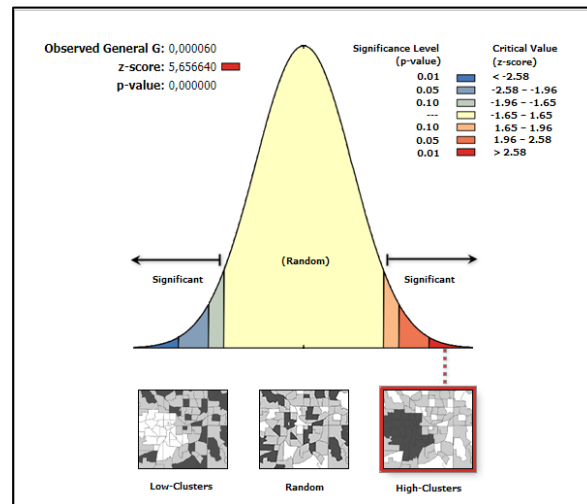 Observed General G: 0,000060
z-score: 5,656640
p-value: 0,000000
Significance Level
(p-value)
Critical Value
(z-score)
0.01 < -2.58
0.05 -2.58 – -1.96
0.10 -1.96 – -1.65
--- -1.65 – 1.65
0.10 1.65 – 1.96
0.05 1.96 – 2.58
0.01 > 2.58
Significant
(Random)
Significant
Low-Clusters
Random
High-Clusters